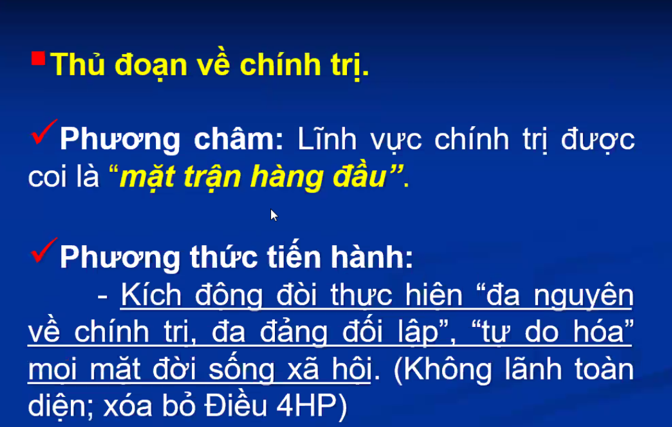 Thủ đoạn về chính trị.
Phương châm: Lĩnh vực chính trị được
coi là “mặt trận hàng đầu”.
Phương thức tiến hành:
- Kích động đòi thực hiện “đa nguyên
về chính trị, đa đảng đối lập”, “tự do hóa”
mọi mặt đời sống xã hội. (Không lãnh toàn
diện; xóa bỏ Điều 4HP)